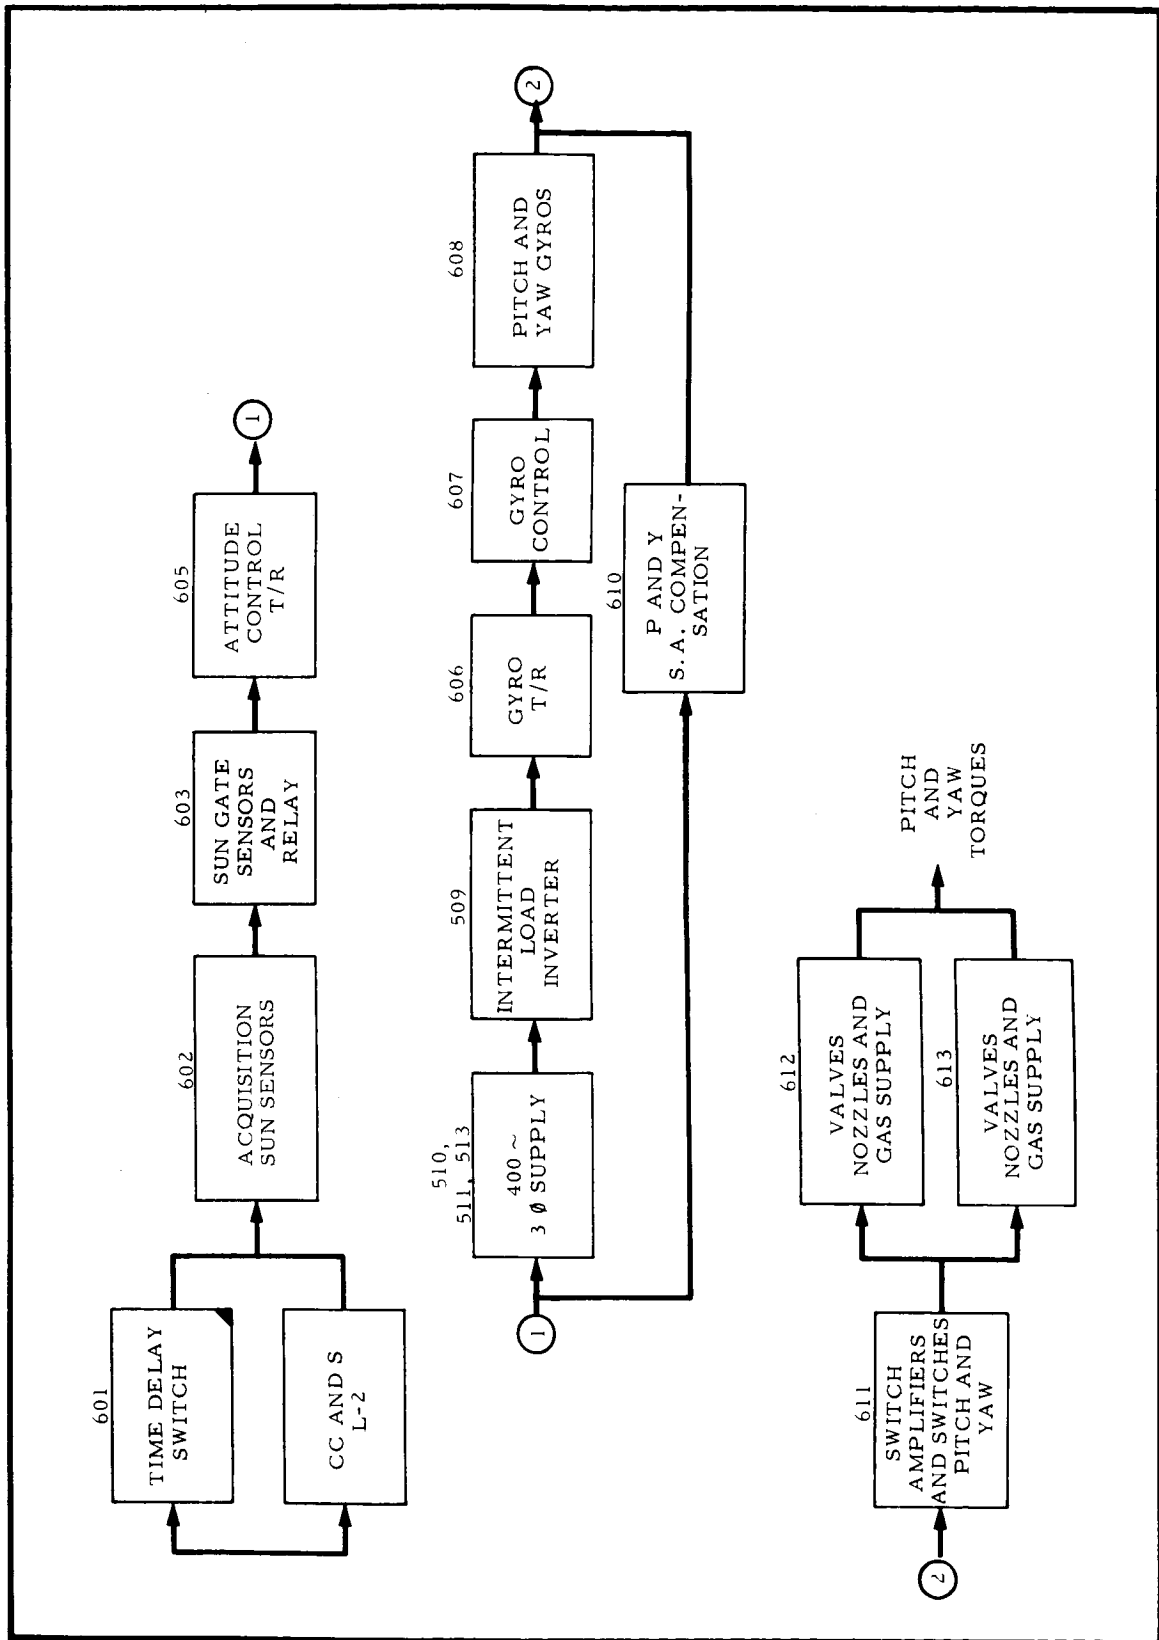 601
TIME DELAY
SWITCH
CC AND S
L-2
602
ACQUISITION
SUN SENSORS
603
SUN GATE
SENSORS
AND
RELAY
605
ATTITUDE
CONTROL
T/R
1
1
510,
511, 513
400 ~
3 Ø SUPPLY
509
INTERMITTENT
LOAD
INVERTER
606
GYRO
T/R
607
GYRO
CONTROL
608
PITCH AND
YAW GYROS
2
610
P AND Y
S.A. COMPEN-
SATION
2
611
SWITCH
AMPLIFIERS
AND SWITCHES
PITCH AND
YAW
612
VALVES
NOZZLES AND
GAS SUPPLY
613
VALVES
NOZZLES AND
GAS SUPPLY
PITCH
AND
YAW
TORQUES